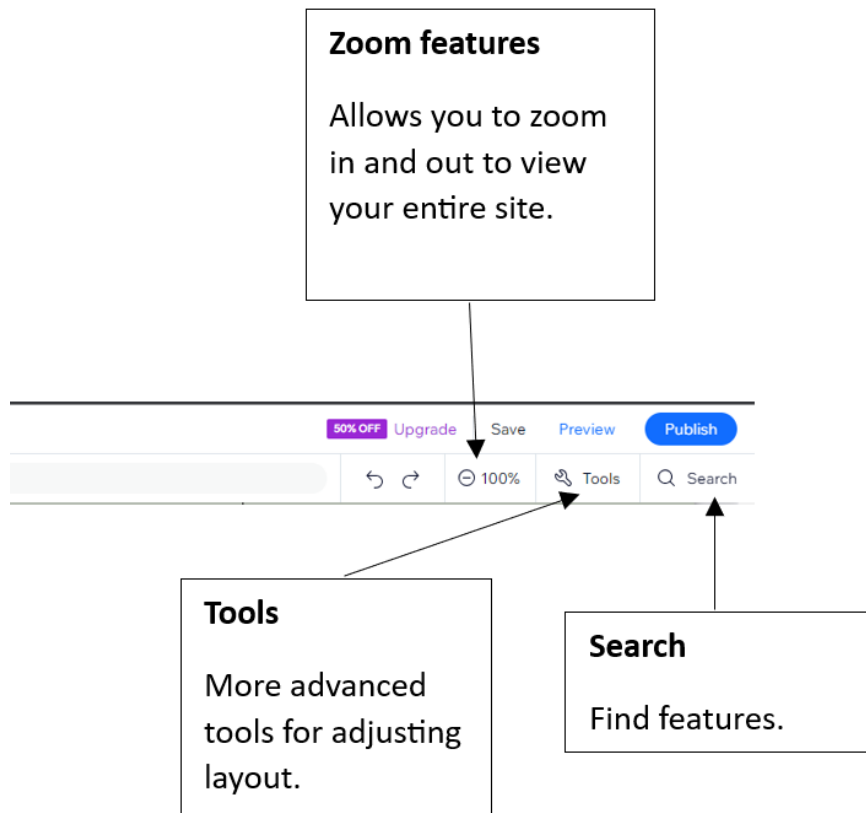 Zoom features
Allows you to zoom
in and out to view
your entire site.
50% OFF Upgrade Save Preview Publish
100% Tools Search
Tools
More advanced
tools for adjusting
layout.
Search
Find features.